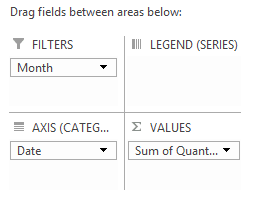 Drag fields between areas below:
FILTERS
LEGEND (SERIES)
Month
AXIS (CATEG...
Σ VALUES
Date
Sum of Quant...